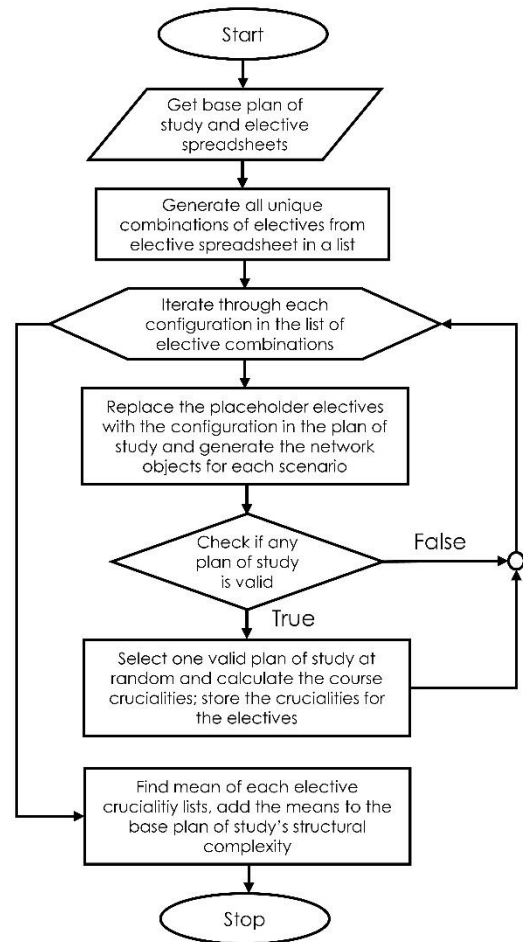 Start
Get base plan of
study and elective
spreadsheets
Generate all unique
combinations of electives from
elective spreadsheet in a list
Iterate through each
configuration in the list of
elective combinations
Replace the placeholder electives
with the configuration in the plan
of study and generate the network
objects for each scenario
Check if any
plan of study
is valid
False
True
Select one valid plan of study at
random and calculate the course
crucialities; store the crucialities for
the electives
Find mean of each elective
crucialitiy lists, add the means to the
base plan of study's structural
complexity
Stop